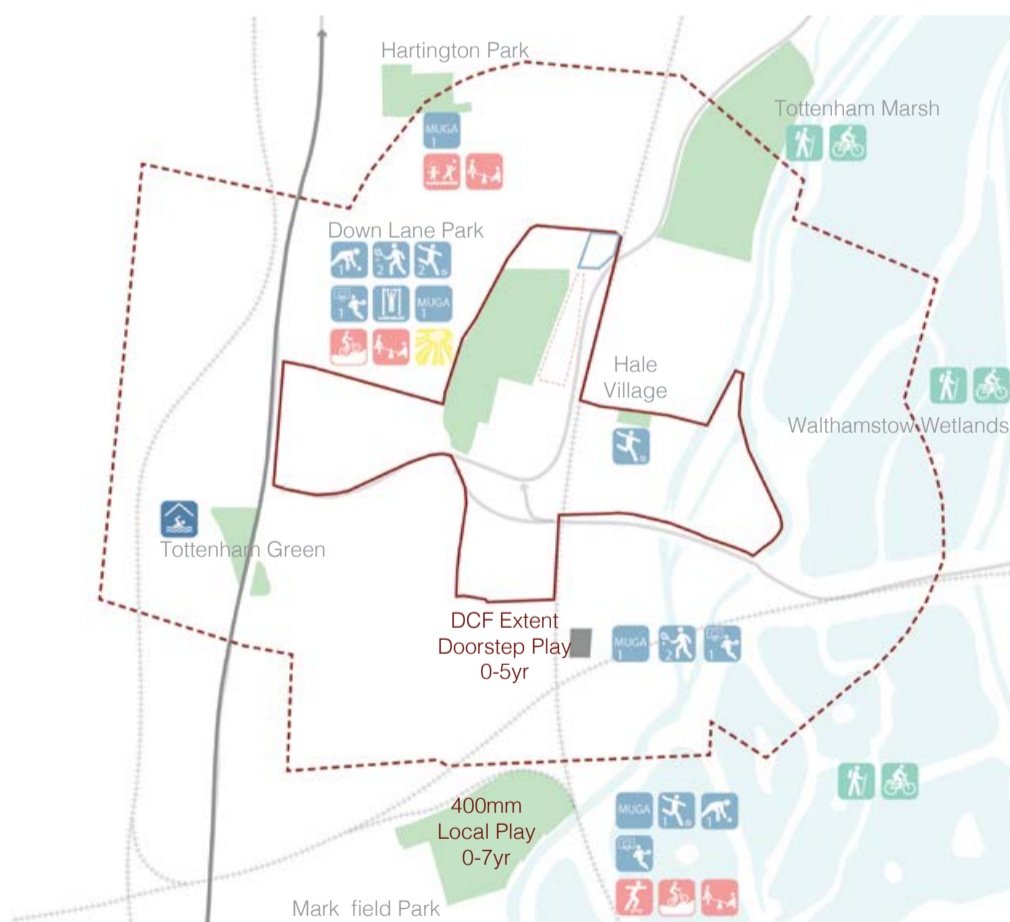 Hartington Park
MUGA
1
Tottenham Marsh
Down Lane Park
1
2
2
1
MUGA
1
Hale
Village
Walthamstow Wetlands
Tottenham Green
DCF Extent
Doorstep Play
0-5yr
MUGA
1
2
1
400mm
Local Play
0-7yr
MUGA
1
1
1
Mark field Park